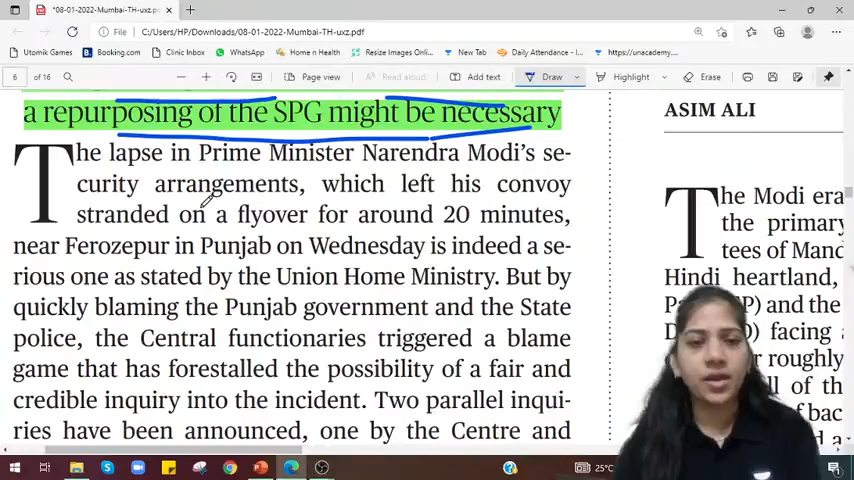 *08-01-2022-Mumbai-TH-uxz.pdf
File
C:/Users/HP/Downloads/08-01-2022-Mumbai-TH-uxz.pdf
Utomik Games
Booking.com
Clinic Inbox
WhatsApp
Home n Health
Resize Images Onli...
New Tab
Daily Attendance - I...
https://unacademy....
6
of 16
Page view
Read aloud
Add text
Draw
Highlight
Erase
a repurposing of the SPG might be necessary
The lapse in Prime Minister Narendra Modi's se-
curity arrangements, which left his convoy
stranded on a flyover for around 20 minutes,
near Ferozepur in Punjab on Wednesday is indeed a se-
rious one as stated by the Union Home Ministry. But by
quickly blaming the Punjab government and the State
police, the Central functionaries triggered a blame
game that has forestalled the possibility of a fair and
credible inquiry into the incident. Two parallel inqui-
ries have been announced, one by the Centre and
ASIM ALI
The Modi era
the primary
tees of Mand
Hindi heartland,
and the
facing
roughly
ll of th
f bac
25°C